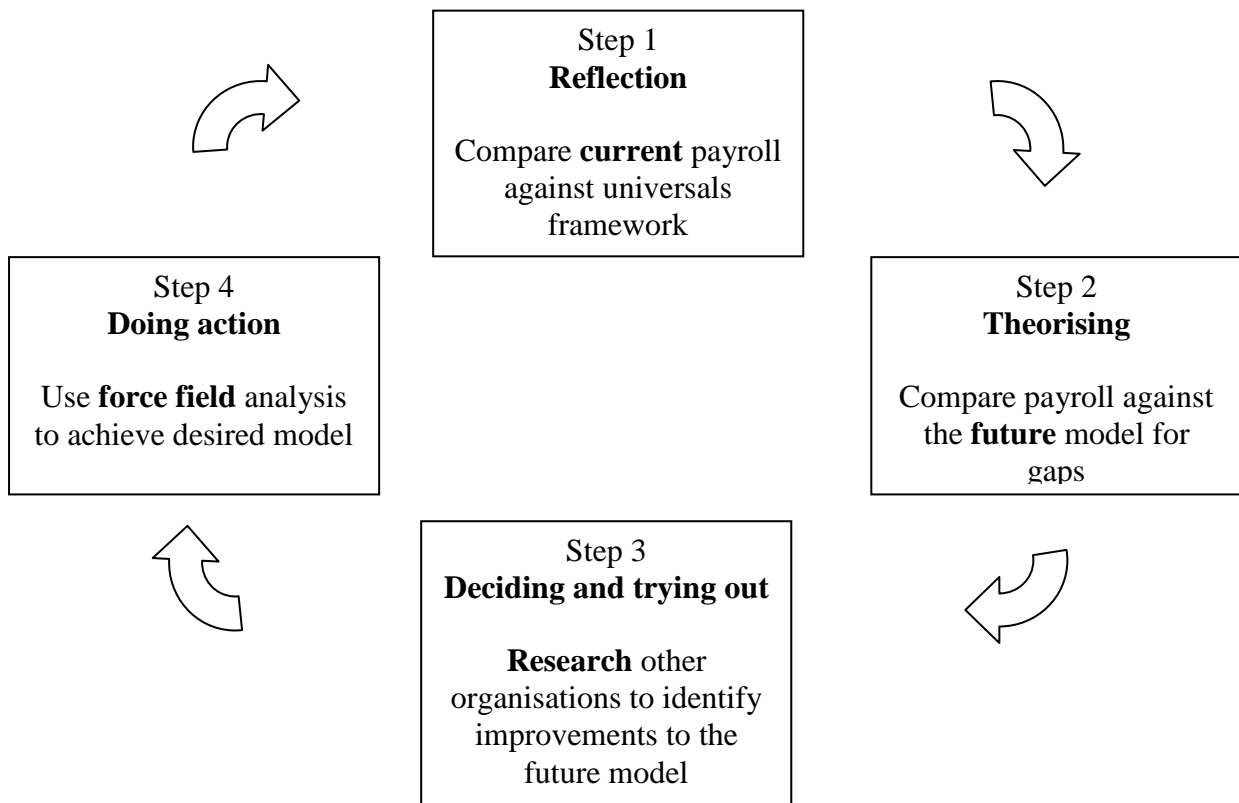 Step 1
Reflection
Compare current payroll
against universals
framework
Step 2
Theorising
Compare payroll against
the future model for
gaps
Step 3
Deciding and trying out
Research other
organisations to identify
improvements to the
future model
Step 4
Doing action
Use force field analysis
to achieve desired model